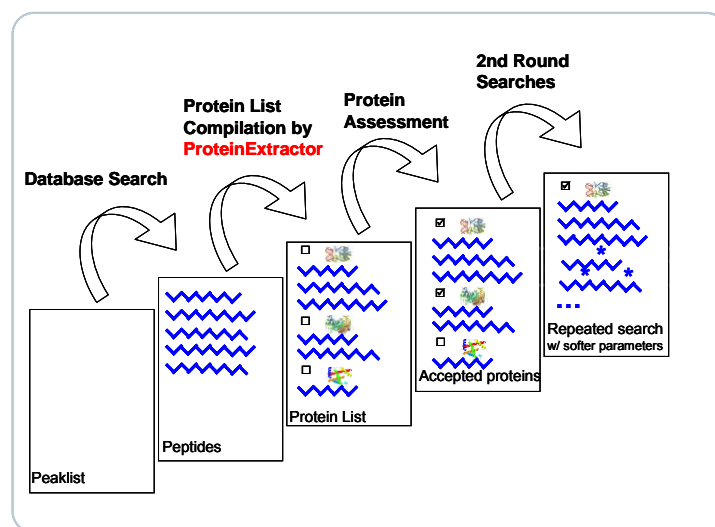 2nd Round
Searches
Protein
Assessment
Protein List
Compilation by
ProteinExtractor
Database Search
Peaklist
Peptides
Protein List
Accepted proteins
Repeated search
w/ softer parameters